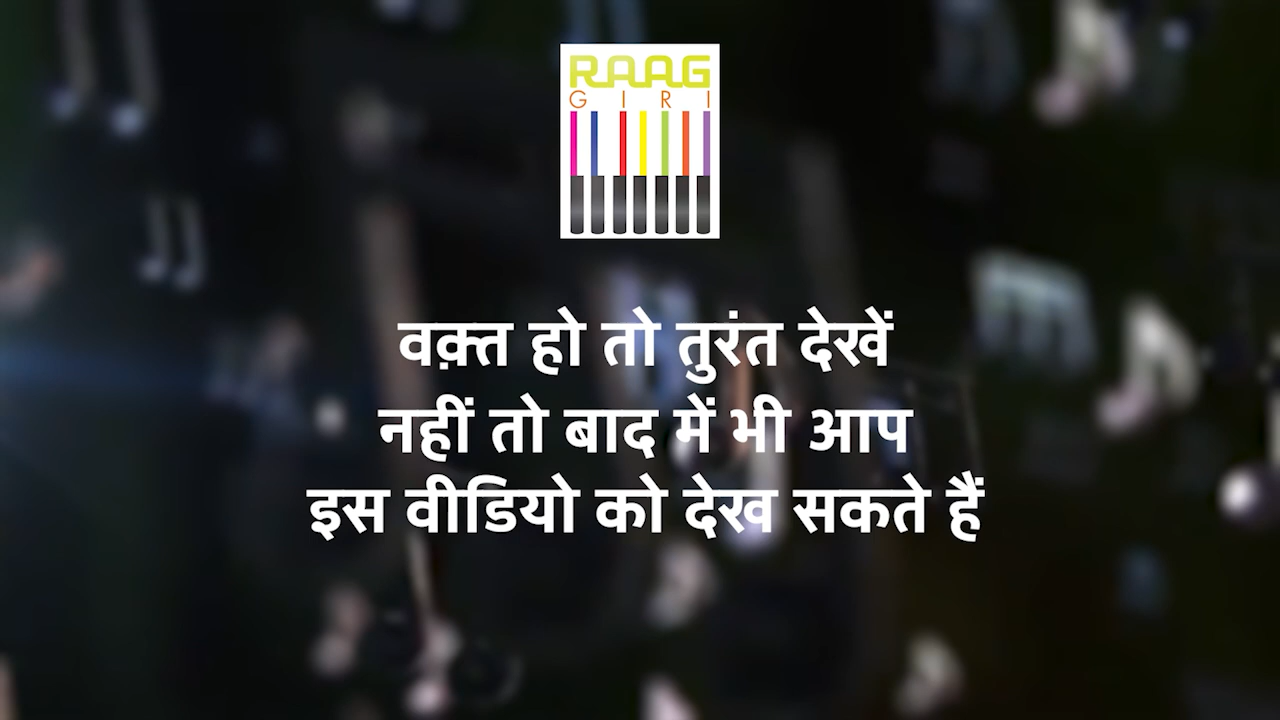 RAAG
GIRI
वक़्त हो तो तुरंत देखें
नहीं तो बाद में भी आप
इस वीडियो को देख सकते हैं